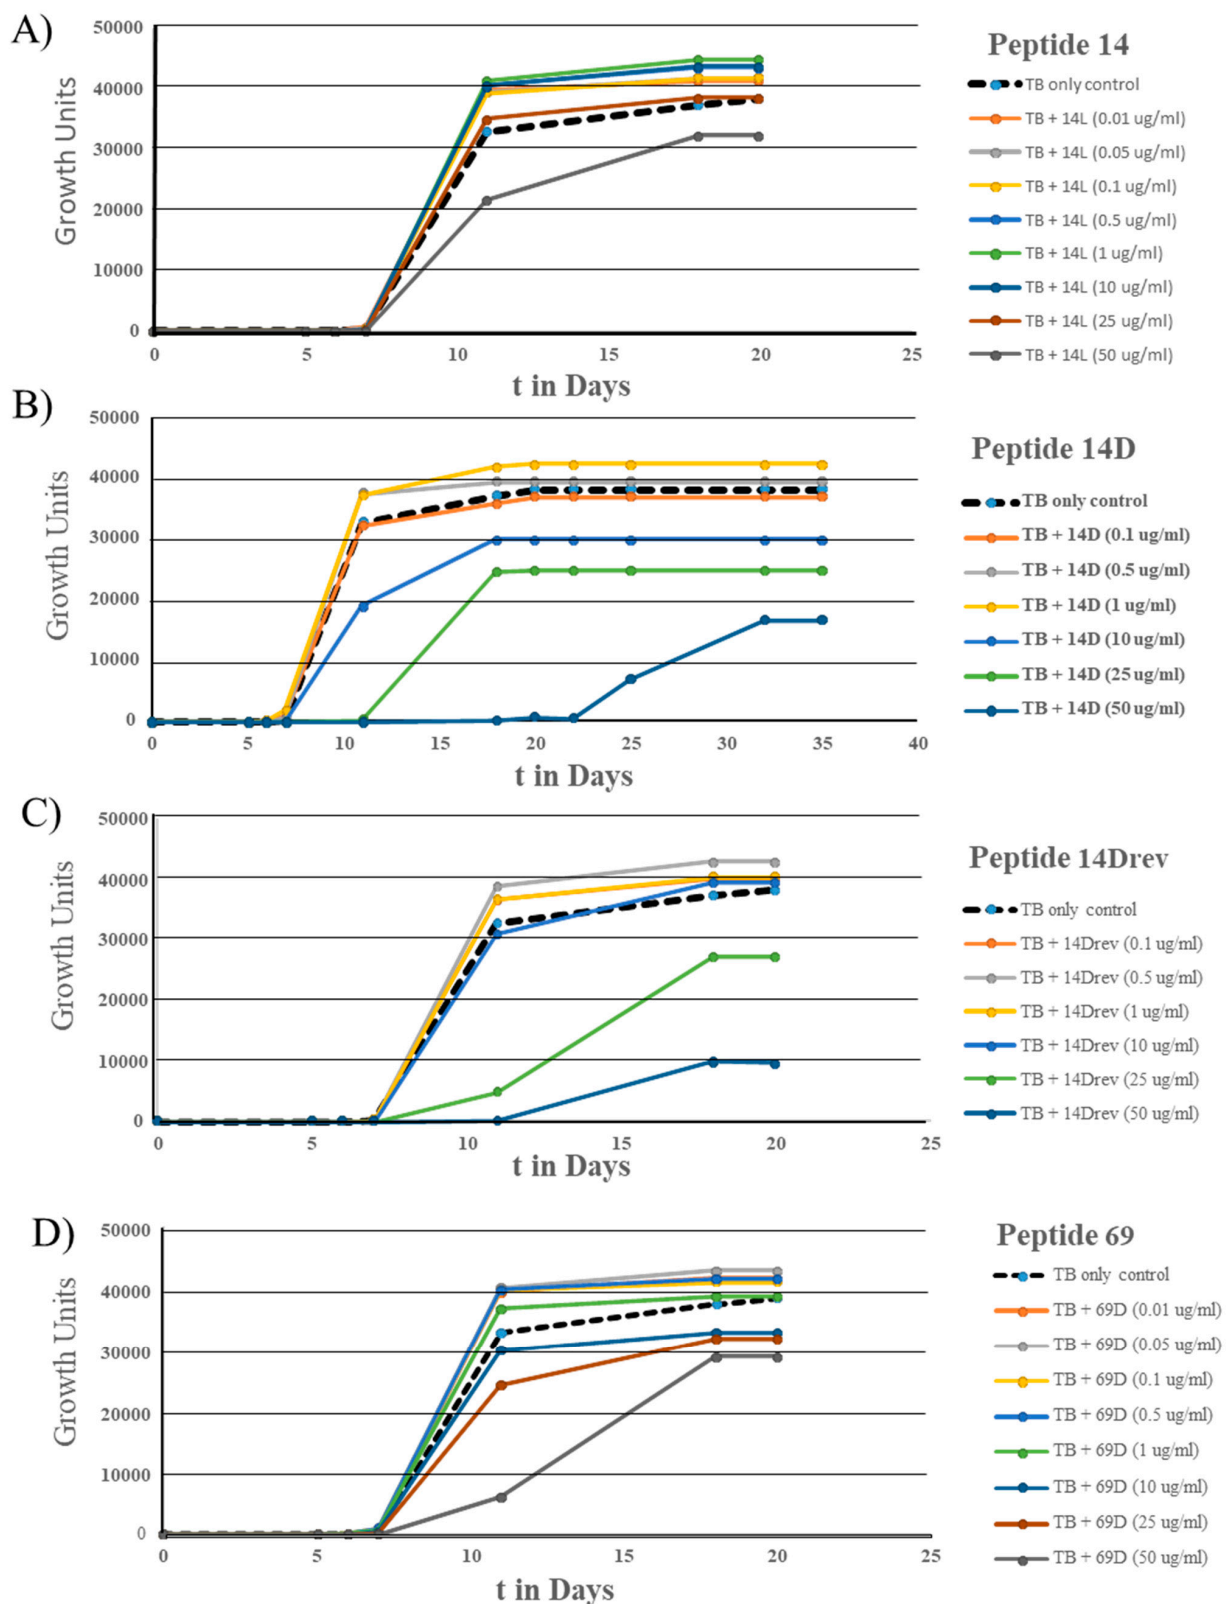 A)
Growth Units
50000
40000
30000
20000
10000
0
0 5 10 15 20 25
t in Days
Peptide 14
TB only control
TB + 14L (0.01 ug/ml)
TB + 14L (0.05 ug/ml)
TB + 14L (0.1 ug/ml)
TB + 14L (0.5 ug/ml)
TB + 14L (1 ug/ml)
TB + 14L (10 ug/ml)
TB + 14L (25 ug/ml)
TB + 14L (50 ug/ml)
B)
Growth Units
50000
40000
30000
20000
10000
0
0 5 10 15 20 25 30 35 40
t in Days
Peptide 14D
TB only control
TB + 14D (0.1 ug/ml)
TB + 14D (0.5 ug/ml)
TB + 14D (1 ug/ml)
TB + 14D (10 ug/ml)
TB + 14D (25 ug/ml)
TB + 14D (50 ug/ml)
C)
Growth Units
50000
40000
30000
20000
10000
0
0 5 10 15 20 25
t in Days
Peptide 14Drev
TB only control
TB + 14Drev (0.1 ug/ml)
TB + 14Drev (0.5 ug/ml)
TB + 14Drev (1 ug/ml)
TB + 14Drev (10 ug/ml)
TB + 14Drev (25 ug/ml)
TB + 14Drev (50 ug/ml)
D)
Growth Units
50000
40000
30000
20000
10000
0
0 5 10 15 20 25
t in Days
Peptide 69
TB only control
TB + 69D (0.01 ug/ml)
TB + 69D (0.05 ug/ml)
TB + 69D (0.1 ug/ml)
TB + 69D (0.5 ug/ml)
TB + 69D (1 ug/ml)
TB + 69D (10 ug/ml)
TB + 69D (25 ug/ml)
TB + 69D (50 ug/ml)